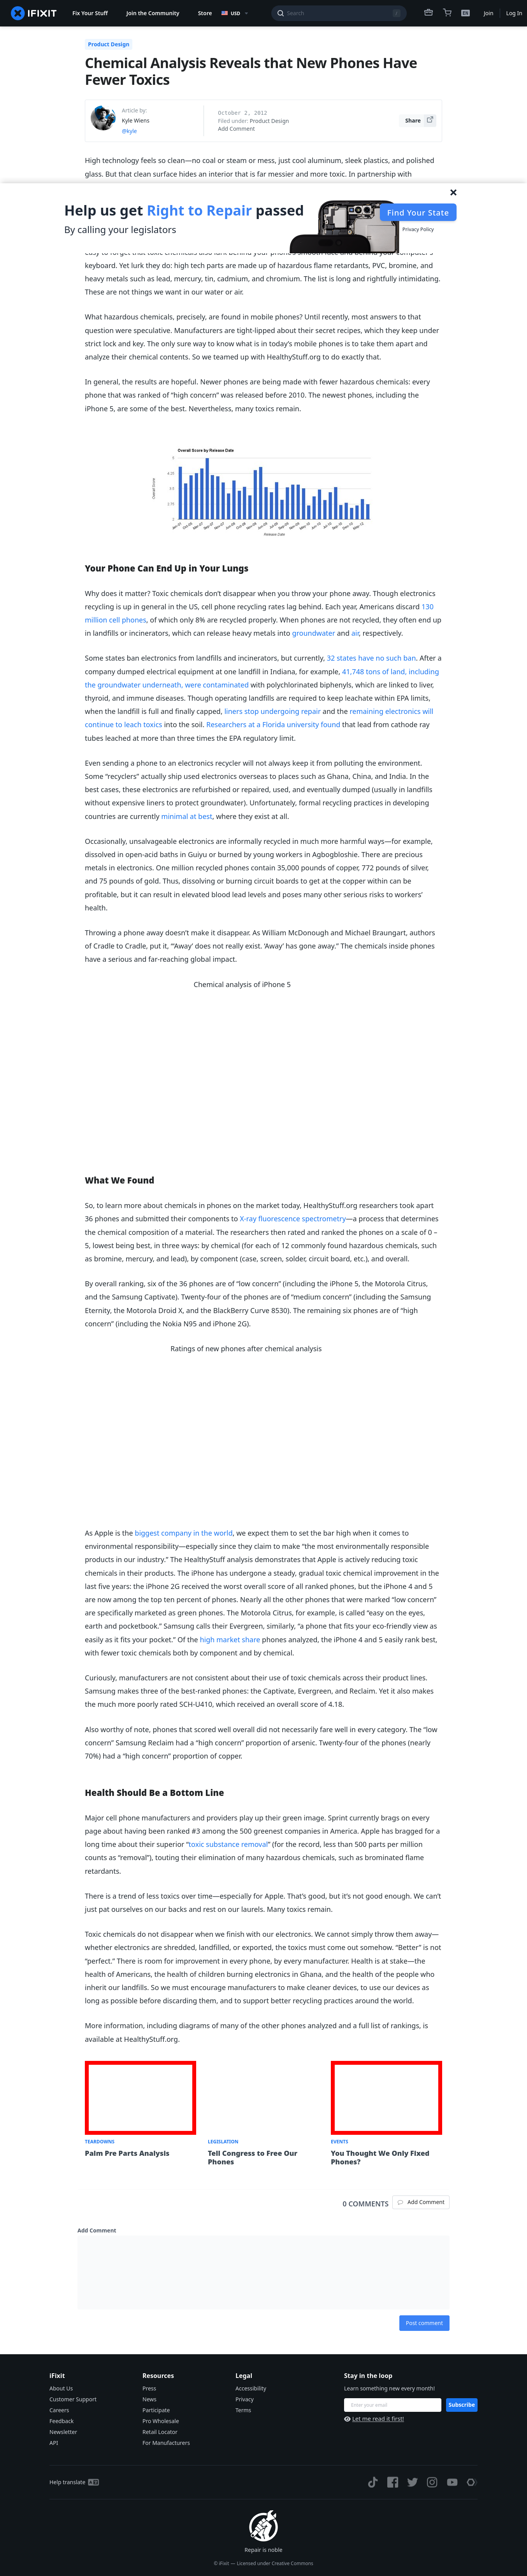 IFIXIT
Fix Your Stuff
Join the Community
Store
USD
Search
/
Join
Log In
Product Design
Chemical Analysis Reveals that New Phones Have
Fewer Toxics
Article by:
Kyle Wiens
@kyle
October 2, 2012
Filed under: Product Design
Add Comment
Share
High technology feels so clean—no coal or steam or mess, just cool aluminum, sleek plastics, and polished
glass. But that clean surface hides an interior that is far messier and more toxic. In partnership with
Help us get Right to Repair passed
By calling your legislators
Find Your State
Privacy Policy
keyboard. Yet lurk they do: high tech parts are made up of hazardous flame retardants, PVC, bromine, and
heavy metals such as lead, mercury, tin, cadmium, and chromium. The list is long and rightfully intimidating.
These are not things we want in our water or air.
What hazardous chemicals, precisely, are found in mobile phones? Until recently, most answers to that
question were speculative. Manufacturers are tight-lipped about their secret recipes, which they keep under
strict lock and key. The only sure way to know what is in today's mobile phones is to take them apart and
analyze their chemical contents. So we teamed up with HealthyStuff.org to do exactly that.
In general, the results are hopeful. Newer phones are being made with fewer hazardous chemicals: every
phone that was ranked of "high concern" was released before 2010. The newest phones, including the
iPhone 5, are some of the best. Nevertheless, many toxics remain.
Overall Score by Release Date
Overall Score
Release Date
Your Phone Can End Up in Your Lungs
Why does it matter? Toxic chemicals don't disappear when you throw your phone away. Though electronics
recycling is up in general in the US, cell phone recycling rates lag behind. Each year, Americans discard 130
million cell phones, of which only 8% are recycled properly. When phones are not recycled, they often end up
in landfills or incinerators, which can release heavy metals into groundwater and air, respectively.
Some states ban electronics from landfills and incinerators, but currently, 32 states have no such ban. After a
company dumped electrical equipment at one landfill in Indiana, for example, 41,748 tons of land, including
the groundwater underneath, were contaminated with polychlorinated biphenyls, which are linked to liver,
thyroid, and immune diseases. Though operating landfills are required to keep leachate within EPA limits,
when the landfill is full and finally capped, liners stop undergoing repair and the remaining electronics will
continue to leach toxics into the soil. Researchers at a Florida university found that lead from cathode ray
tubes leached at more than three times the EPA regulatory limit.
Even sending a phone to an electronics recycler will not always keep it from polluting the environment.
Some "recyclers" actually ship used electronics overseas to places such as Ghana, China, and India. In the
best cases, these electronics are refurbished or repaired, used, and eventually dumped (usually in landfills
without expensive liners to protect groundwater). Unfortunately, formal recycling practices in developing
countries are currently minimal at best, where they exist at all.
Occasionally, unsalvageable electronics are informally recycled in much more harmful ways—for example,
dissolved in open-acid baths in Guiyu or burned by young workers in Agbogbloshie. There are precious
metals in electronics. One million recycled phones contain 35,000 pounds of copper, 772 pounds of silver,
and 75 pounds of gold. Thus, dissolving or burning circuit boards to get at the copper within can be
profitable, but it can result in elevated blood lead levels and poses many other serious risks to workers'
health.
Throwing a phone away doesn't make it disappear. As William McDonough and Michael Braungart, authors
of Cradle to Cradle, put it, "'Away' does not really exist. 'Away' has gone away." The chemicals inside phones
have a serious and far-reaching global impact.
Chemical analysis of iPhone 5
What We Found
So, to learn more about chemicals in phones on the market today, HealthyStuff.org researchers took apart
36 phones and submitted their components to X-ray fluorescence spectrometry—a process that determines
the chemical composition of a material. The researchers then rated and ranked the phones on a scale of 0 –
5, lowest being best, in three ways: by chemical (for each of 12 commonly found hazardous chemicals, such
as bromine, mercury, and lead), by component (case, screen, solder, circuit board, etc.), and overall.
By overall ranking, six of the 36 phones are of "low concern" (including the iPhone 5, the Motorola Citrus,
and the Samsung Captivate). Twenty-four of the phones are of "medium concern" (including the Samsung
Eternity, the Motorola Droid X, and the BlackBerry Curve 8530). The remaining six phones are of "high
concern" (including the Nokia N95 and iPhone 2G).
Ratings of new phones after chemical analysis
As Apple is the biggest company in the world, we expect them to set the bar high when it comes to
environmental responsibility—especially since they claim to make "the most environmentally responsible
products in our industry." The HealthyStuff analysis demonstrates that Apple is actively reducing toxic
chemicals in their products. The iPhone has undergone a steady, gradual toxic chemical improvement in the
last five years: the iPhone 2G received the worst overall score of all ranked phones, but the iPhone 4 and 5
are now among the top ten percent of phones. Nearly all the other phones that were marked "low concern"
are specifically marketed as green phones. The Motorola Citrus, for example, is called "easy on the eyes,
earth and pocketbook." Samsung calls their Evergreen, similarly, "a phone that fits your eco-friendly view as
easily as it fits your pocket." Of the high market share phones analyzed, the iPhone 4 and 5 easily rank best,
with fewer toxic chemicals both by component and by chemical.
Curiously, manufacturers are not consistent about their use of toxic chemicals across their product lines.
Samsung makes three of the best-ranked phones: the Captivate, Evergreen, and Reclaim. Yet it also makes
the much more poorly rated SCH-U410, which received an overall score of 4.18.
Also worthy of note, phones that scored well overall did not necessarily fare well in every category. The "low
concern" Samsung Reclaim had a "high concern" proportion of arsenic. Twenty-four of the phones (nearly
70%) had a "high concern" proportion of copper.
Health Should Be a Bottom Line
Major cell phone manufacturers and providers play up their green image. Sprint currently brags on every
page about having been ranked #3 among the 500 greenest companies in America. Apple has bragged for a
long time about their superior "toxic substance removal" (for the record, less than 500 parts per million
counts as "removal"), touting their elimination of many hazardous chemicals, such as brominated flame
retardants.
There is a trend of less toxics over time—especially for Apple. That's good, but it's not good enough. We can't
just pat ourselves on our backs and rest on our laurels. Many toxics remain.
Toxic chemicals do not disappear when we finish with our electronics. We cannot simply throw them away—
whether electronics are shredded, landfilled, or exported, the toxics must come out somehow. "Better" is not
"perfect." There is room for improvement in every phone, by every manufacturer. Health is at stake—the
health of Americans, the health of children burning electronics in Ghana, and the health of the people who
inherit our landfills. So we must encourage manufacturers to make cleaner devices, to use our devices as
long as possible before discarding them, and to support better recycling practices around the world.
More information, including diagrams of many of the other phones analyzed and a full list of rankings, is
available at HealthyStuff.org.
TEARDOWNS
Palm Pre Parts Analysis
LEGISLATION
Tell Congress to Free Our
Phones
EVENTS
You Thought We Only Fixed
Phones?
0 COMMENTS
Add Comment
Add Comment
Post comment
iFixit
About Us
Customer Support
Careers
Feedback
Newsletter
API
Resources
Press
News
Participate
Pro Wholesale
Retail Locator
For Manufacturers
Legal
Accessibility
Privacy
Terms
Stay in the loop
Learn something new every month!
Enter your email
Subscribe
Let me read it first!
Help translate
Repair is noble
© iFixit — Licensed under Creative Commons